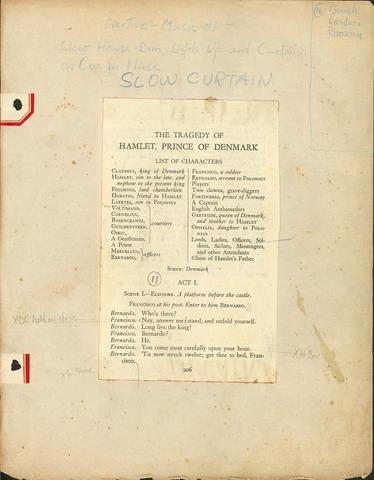 Overture - Music #1 -
Slow House Dim, Lights Up and Curtain
on Cue in Music
SLOW CURTAIN
THE TRAGEDY OF
HAMLET, PRINCE OF DENMARK
LIST OF CHARACTERS
CLAUDIUS, king of Denmark
HAMLET, son to the late, and
nephew to the present king
POLONIUS, lord chamberlain
HORATIO, friend to HAMLET
LAERTES, son to POLONIUS
VOLTIMAND,
CORNELIUS,
ROSENCRANTZ,
GUILDENSTERN,
OSRIC,
courtiers
A Gentleman,
A Priest
MARCELLUS,
BERNARDO,
officers
FRANCISCO, a soldier
REYNALDO, servant to POLONIUS
Players
Two clowns, grave-diggers
FORTINBRAS, prince of Norway
A Captain
English Ambassadors
GERTRUDE, queen of Denmark,
and mother to HAMLET
OPHELIA, daughter to POLO-
NIUS
Lords, Ladies, Officers, Sol-
diers, Sailors, Messengers,
and other Attendants
Ghost of Hamlet's Father
SCENE: Denmark
11
ACT I.
SCENE I.—ELSINORE. A platform before the castle.
FRANCISCO at his post. Enter to him BERNARDO.
Bernardo. Who's there?
Francisco. Nay, answer me; stand, and unfold yourself.
Bernardo. Long live the king!
Francisco. Bernardo?
Bernardo. He.
Francisco. You come most carefully upon your hour.
Bernardo. 'Tis now struck twelve; get thee to bed, Fran-
cisco.
206